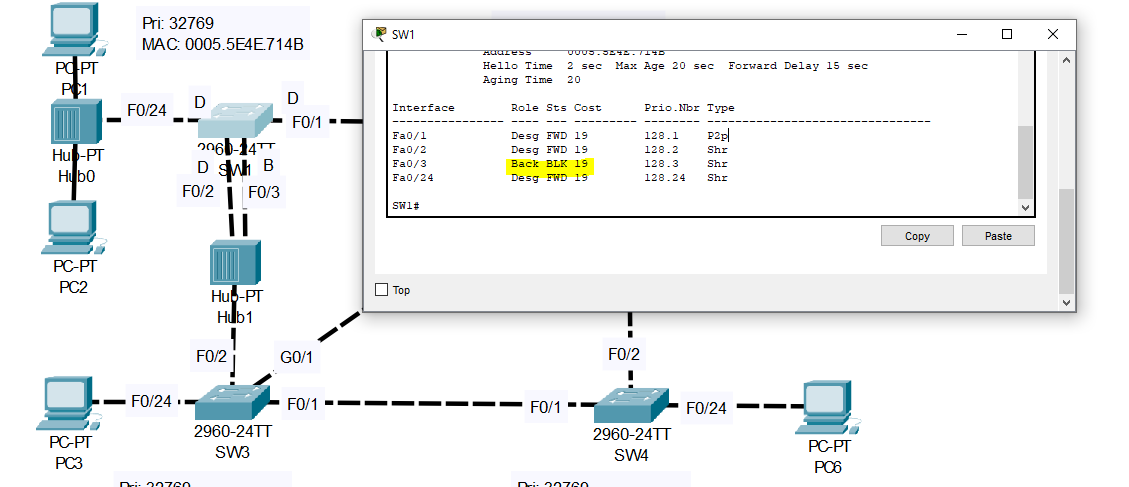 Pri: 32769
MAC: 0005.5E4E.714B
PC-PT
PC1
F0/24
D
D
F0/1
Hub-PT
Hub0
2960-24TT
SW1
D
B
F0/2
F0/3
PC-PT
PC2
Hub-PT
Hub1
F0/2
G0/1
F0/24
F0/1
PC-PT
PC3
2960-24TT
SW3
F0/2
F0/1
F0/24
2960-24TT
SW4
PC-PT
PC6
Pri: 32769
Pri: 32769
SW1
Address 0005.5E4E.714B
Hello Time 2 sec Max Age 20 sec Forward Delay 15 sec
Aging Time 20
Interface Role Sts Cost Prio.Nbr Type
---------------- ---- --- --------- -------- --------------------------------
Fa0/1 Desg FWD 19 128.1 P2p
Fa0/2 Desg FWD 19 128.2 Shr
Fa0/3 Back BLK 19 128.3 Shr
Fa0/24 Desg FWD 19 128.24 Shr
SW1#
Copy
Paste
Top